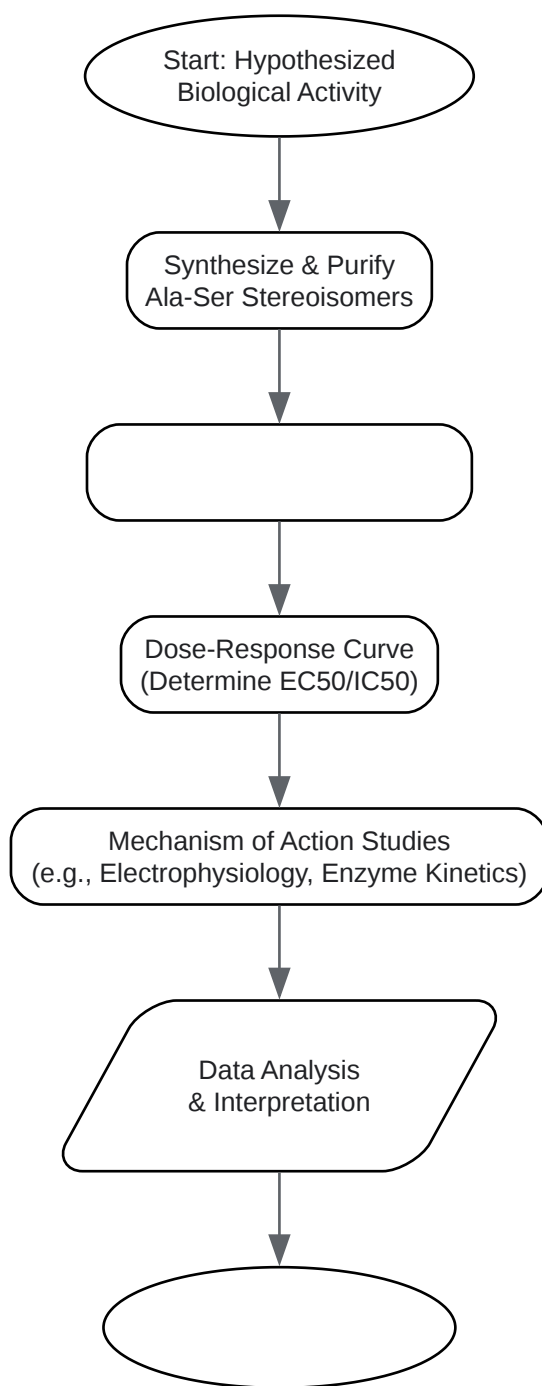 Start: Hypothesized
Biological Activity
Synthesize & Purify
Ala-Ser Stereoisomers
Dose-Response Curve
(Determine EC50/IC50)
Mechanism of Action Studies
(e.g., Electrophysiology, Enzyme Kinetics)
Data Analysis
& Interpretation